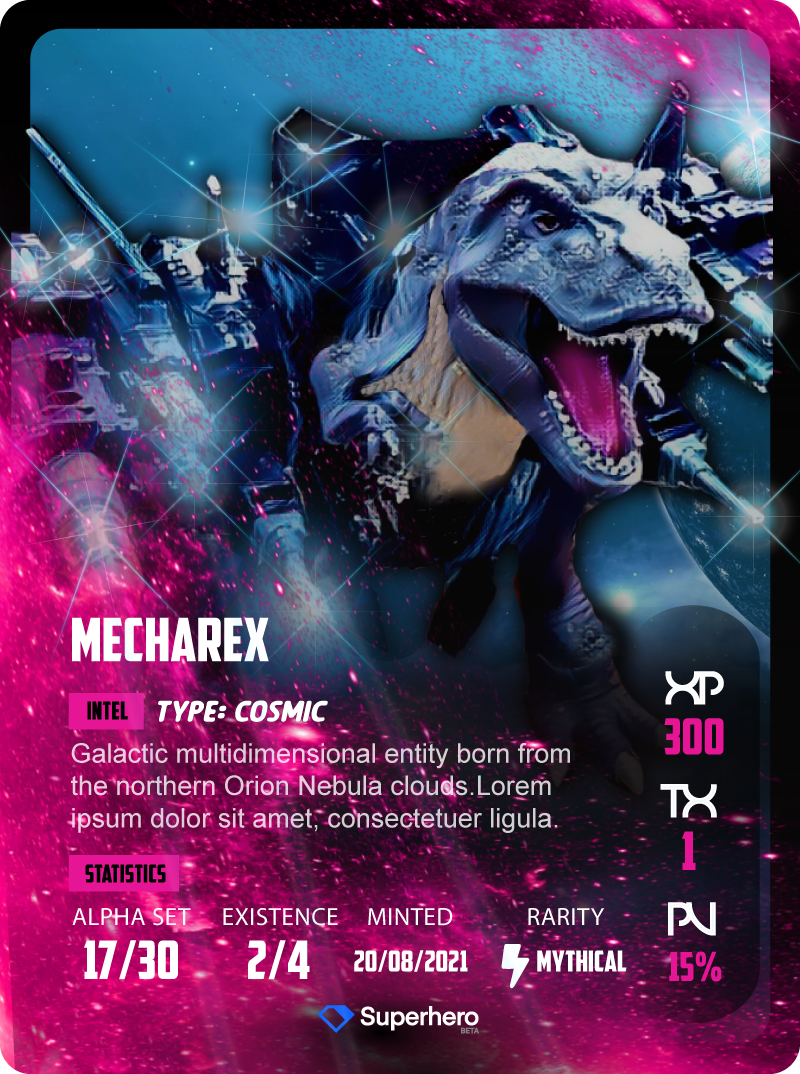 MECHAREX
INTEL TYPE: COSMIC
Galactic multidimensional entity born from
the northern Orion Nebula clouds.Lorem
ipsum dolor sit amet, consectetuer ligula.
STATISTICS
ALPHA SET EXISTENCE MINTED RARITY
17/30 2/4 20/08/2021 MYTHICAL
XP
300
TX
1
PV
15%
Superhero
BETA